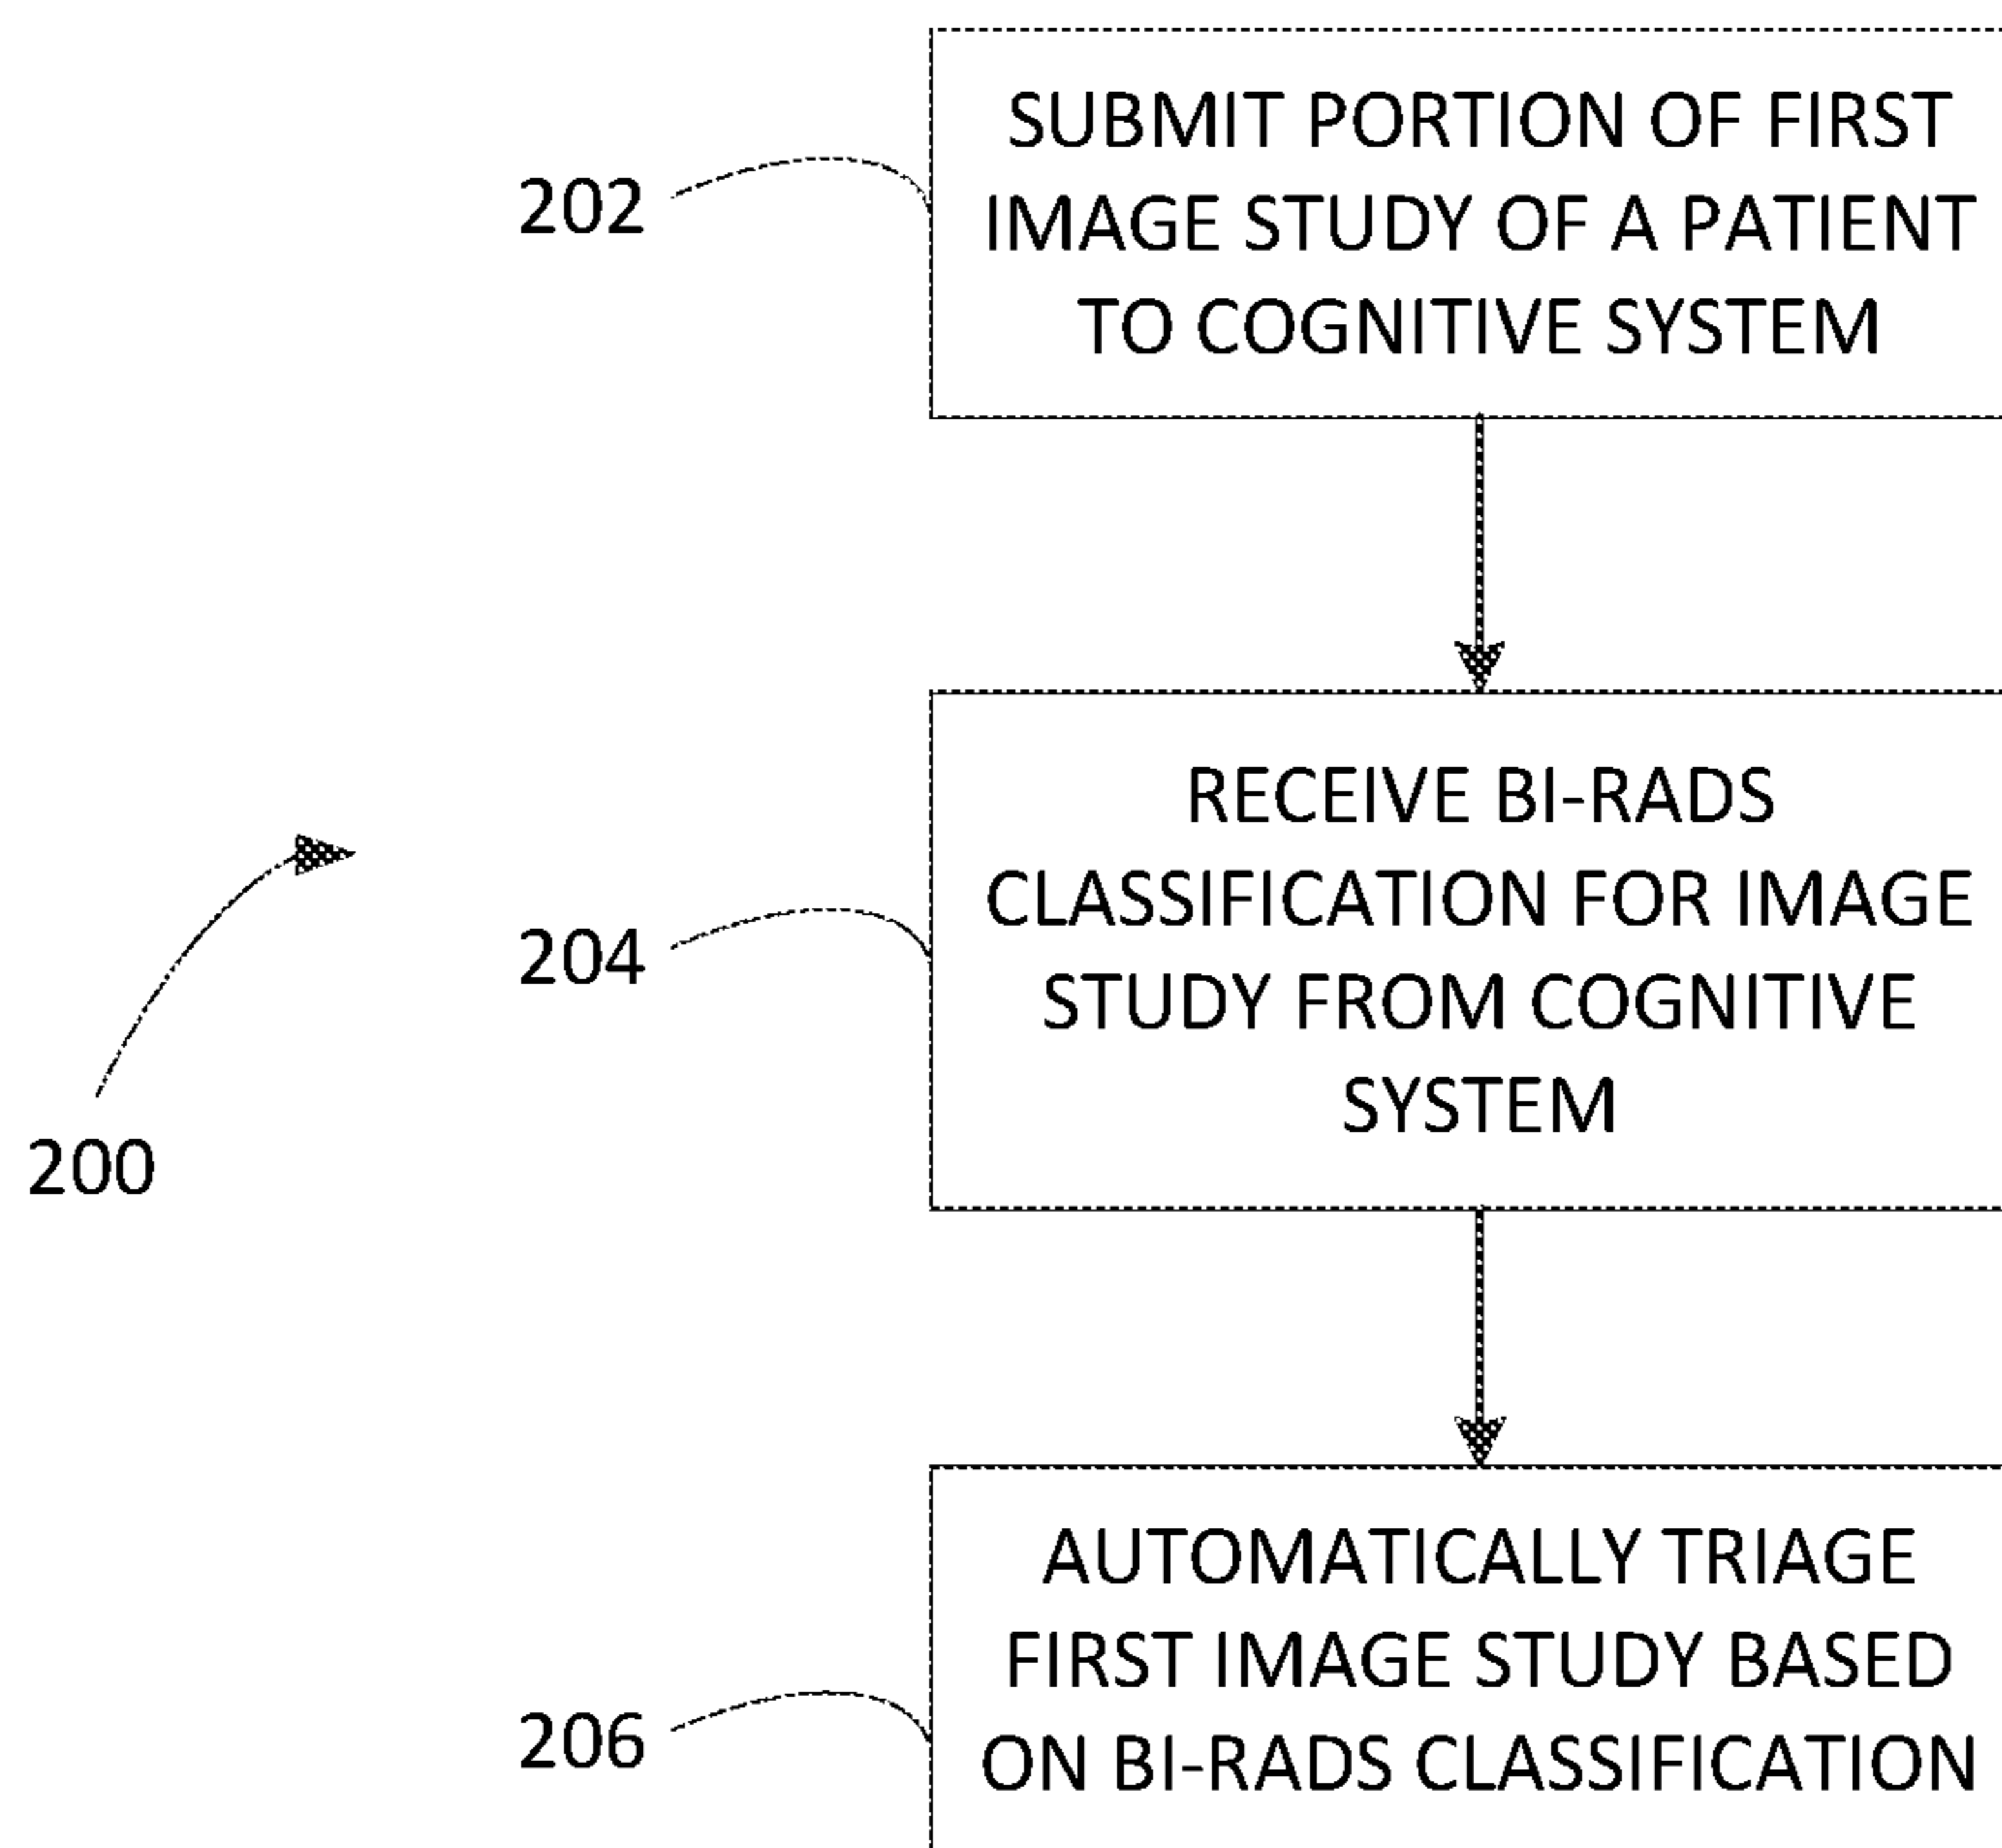 SUBMIT PORTION OF FIRST
IMAGE STUDY OF A PATIENT
TO COGNITIVE SYSTEM
202
RECEIVE BI-RADS
CLASSIFICATION FOR IMAGE
STUDY FROM COGNITIVE
SYSTEM
204
200
AUTOMATICALLY TRIAGE
FIRST IMAGE STUDY BASED
ON BI-RADS CLASSIFICATION
206